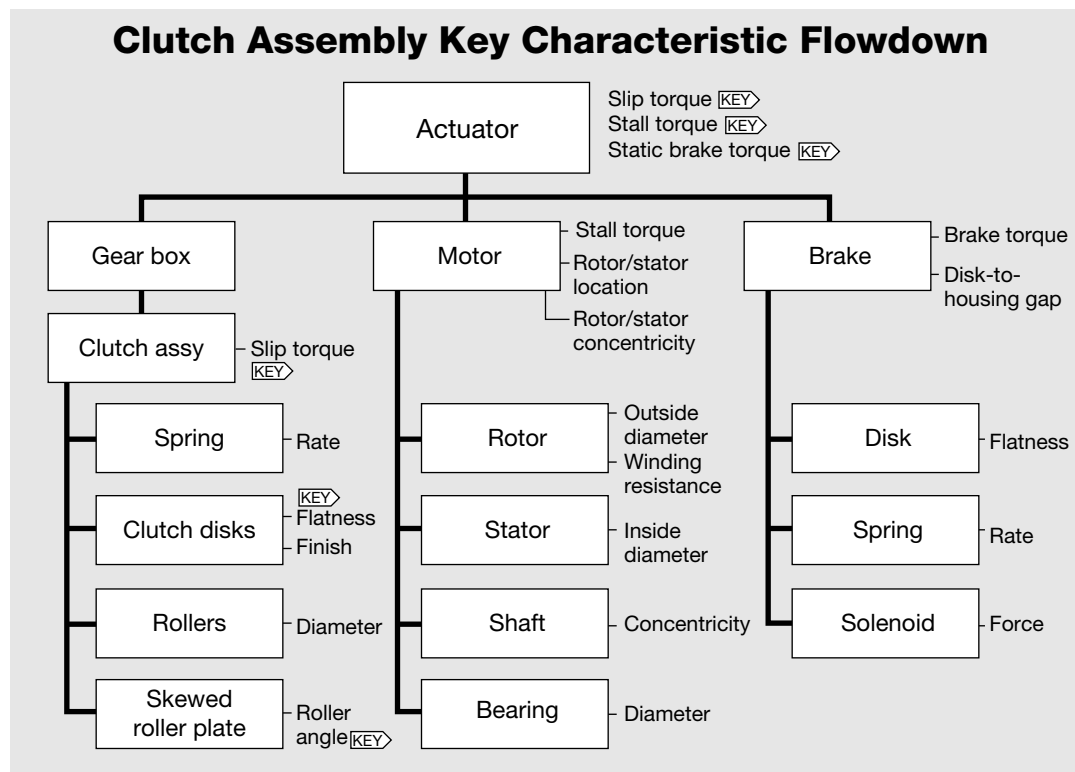 Clutch Assembly Key Characteristic Flowdown
Actuator
Slip torque KEY
Stall torque KEY
Static brake torque KEY
Gear box
Clutch assy
Slip torque
KEY
Spring
Rate
Clutch disks
KEY
Flatness
Finish
Rollers
Diameter
Skewed
roller plate
Roller
angle KEY
Motor
Stall torque
Rotor/stator
location
Rotor/stator
concentricity
Rotor
Outside
diameter
Winding
resistance
Stator
Inside
diameter
Shaft
Concentricity
Bearing
Diameter
Brake
Brake torque
Disk-to-
housing gap
Disk
Flatness
Spring
Rate
Solenoid
Force